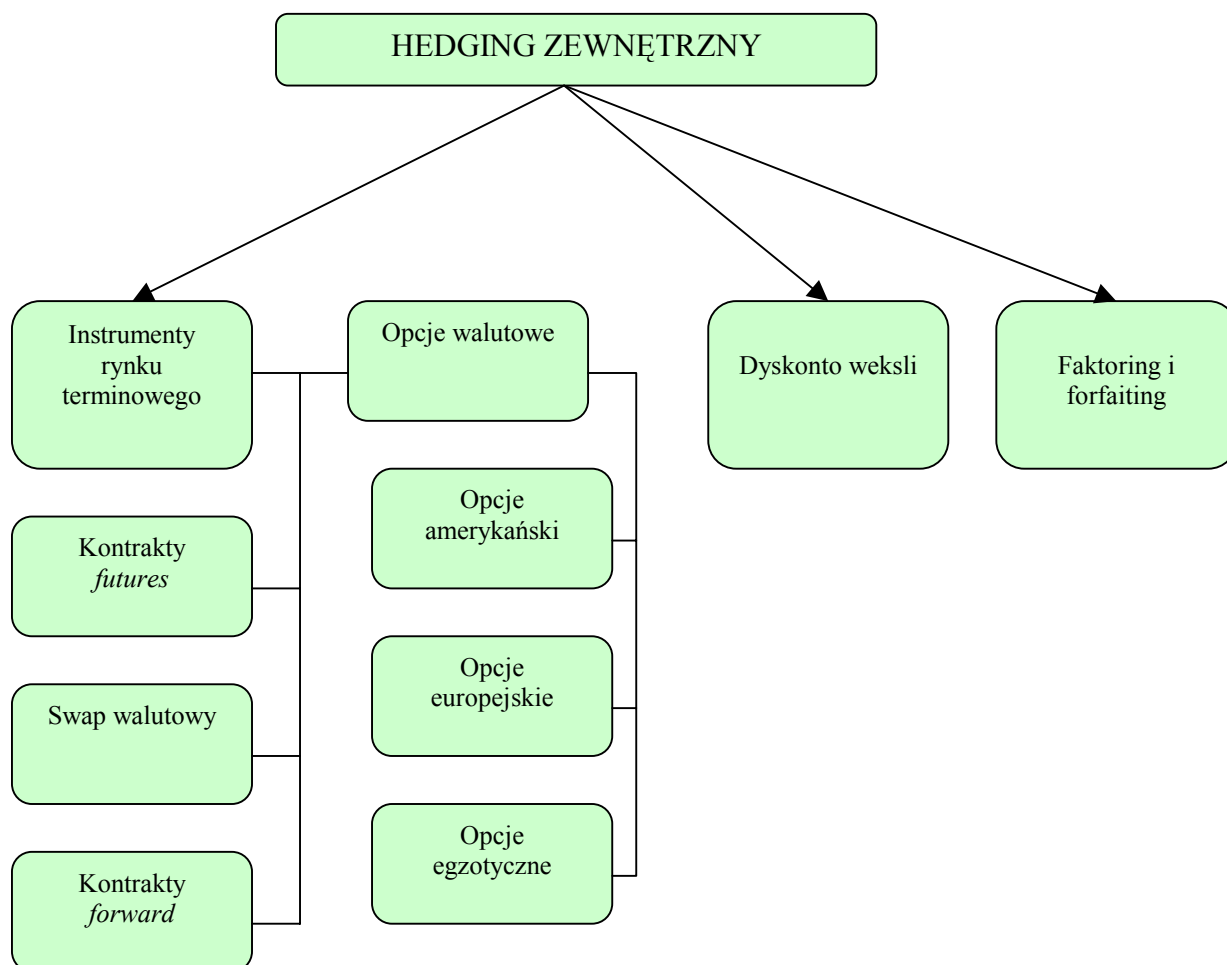 HEDGING ZEWNĘTRZNY
Instrumenty
rynku
terminowego
Opcje walutowe
Dyskonto weksli
Faktoring i
forfaiting
Opcje
amerykański
Kontrakty
futures
Opcje
europejskie
Swap walutowy
Opcje
egzotyczne
Kontrakty
forward